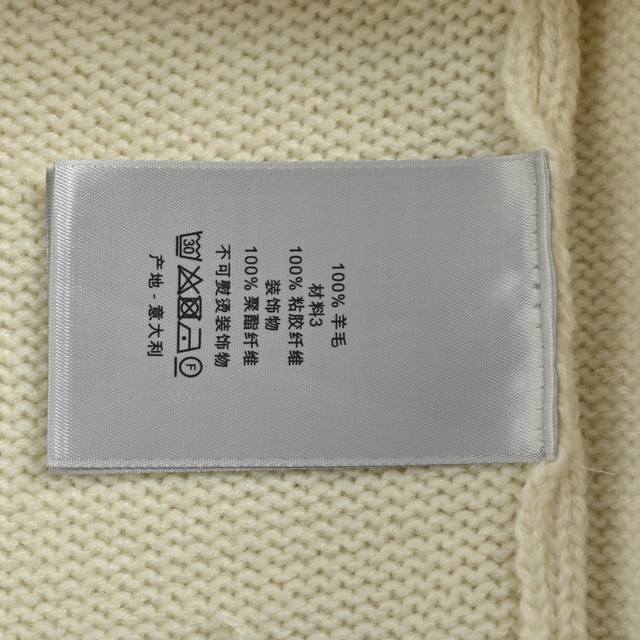 100% 羊毛
材料3
100% 粘胶纤维
装饰物
100% 聚酯纤维
不可熨烫装饰物
30 F
产地 - 意大利